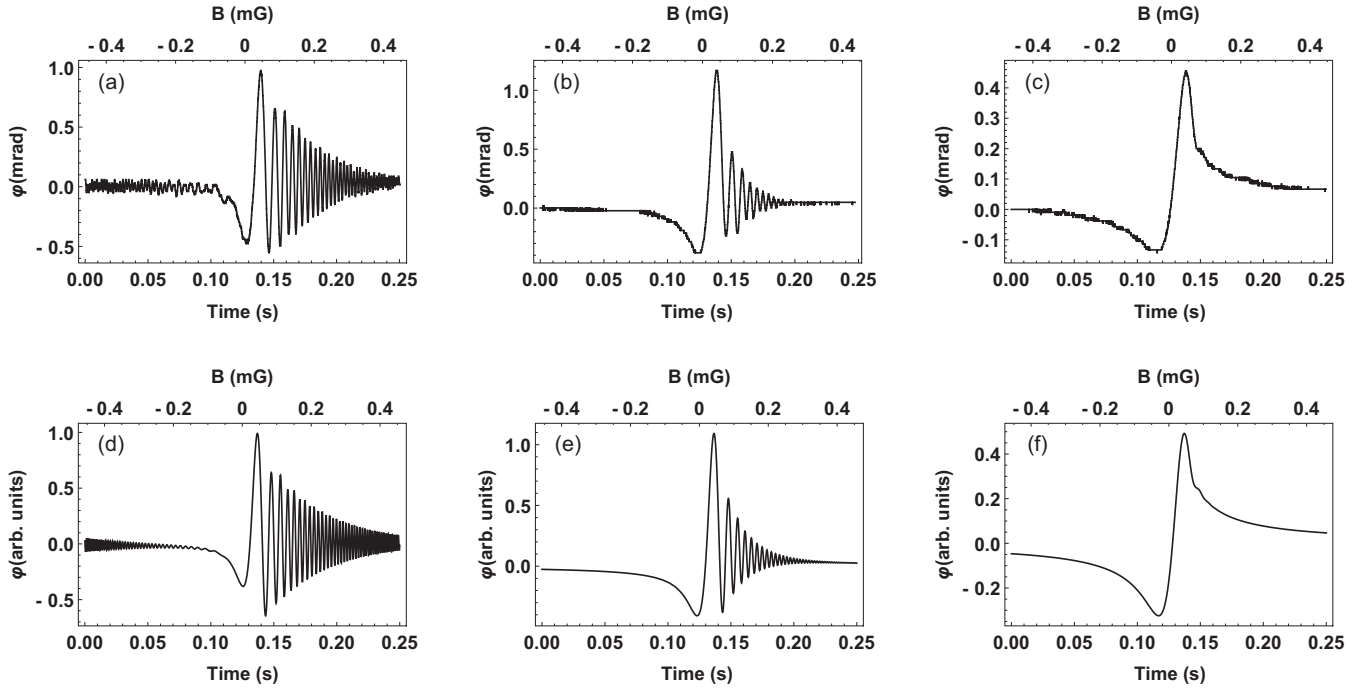 B (mG)
- 0.4 - 0.2 0 0.2 0.4
(a)
1.0
0.5
0.0
- 0.5
φ(mrad)
0.00 0.05 0.10 0.15 0.20 0.25
Time (s)
B (mG)
- 0.4 - 0.2 0 0.2 0.4
(b)
1.0
0.5
0.0
φ(mrad)
0.00 0.05 0.10 0.15 0.20 0.25
Time (s)
B (mG)
- 0.4 - 0.2 0 0.2 0.4
(c)
0.4
0.3
0.2
0.1
0.0
- 0.1
φ(mrad)
0.00 0.05 0.10 0.15 0.20 0.25
Time (s)
B (mG)
- 0.4 - 0.2 0 0.2 0.4
(d)
1.0
0.5
0.0
- 0.5
φ(arb. units)
0.00 0.05 0.10 0.15 0.20 0.25
Time (s)
B (mG)
- 0.4 - 0.2 0 0.2 0.4
(e)
1.0
0.5
0.0
φ(arb. units)
0.00 0.05 0.10 0.15 0.20 0.25
Time (s)
B (mG)
- 0.4 - 0.2 0 0.2 0.4
(f)
0.4
0.2
0.0
- 0.2
φ(arb. units)
0.00 0.05 0.10 0.15 0.20 0.25
Time (s)